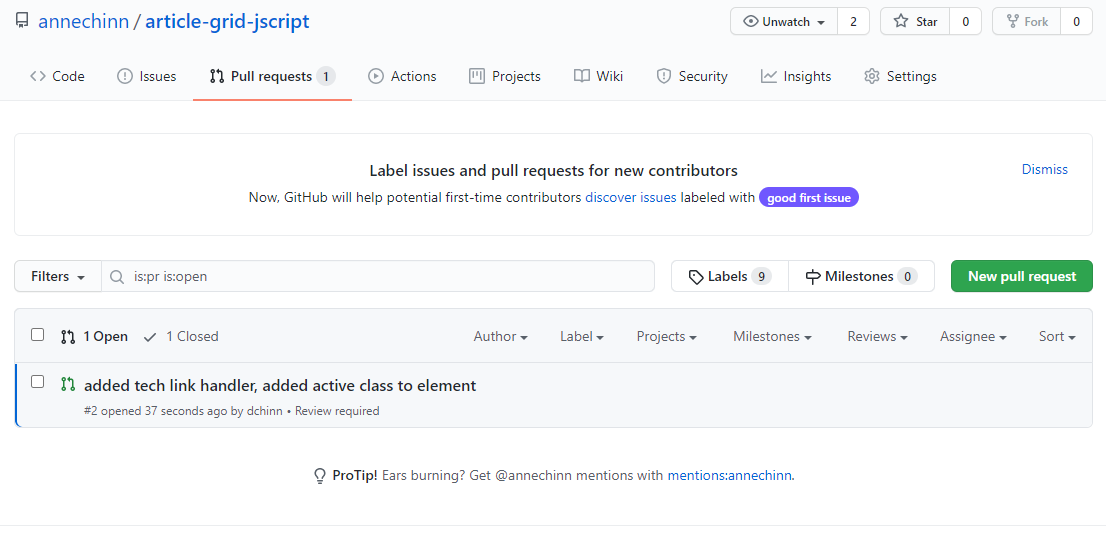 annechinn / article-grid-jscript
Unwatch 2
Star 0
Fork 0
Code
Issues
Pull requests 1
Actions
Projects
Wiki
Security
Insights
Settings
Label issues and pull requests for new contributors
Dismiss
Now, GitHub will help potential first-time contributors discover issues labeled with good first issue
Filters
is:pr is:open
Labels 9
Milestones 0
New pull request
1 Open
1 Closed
Author
Label
Projects
Milestones
Reviews
Assignee
Sort
added tech link handler, added active class to element
#2 opened 37 seconds ago by dchinn • Review required
ProTip! Ears burning? Get @annechinn mentions with mentions:annechinn.